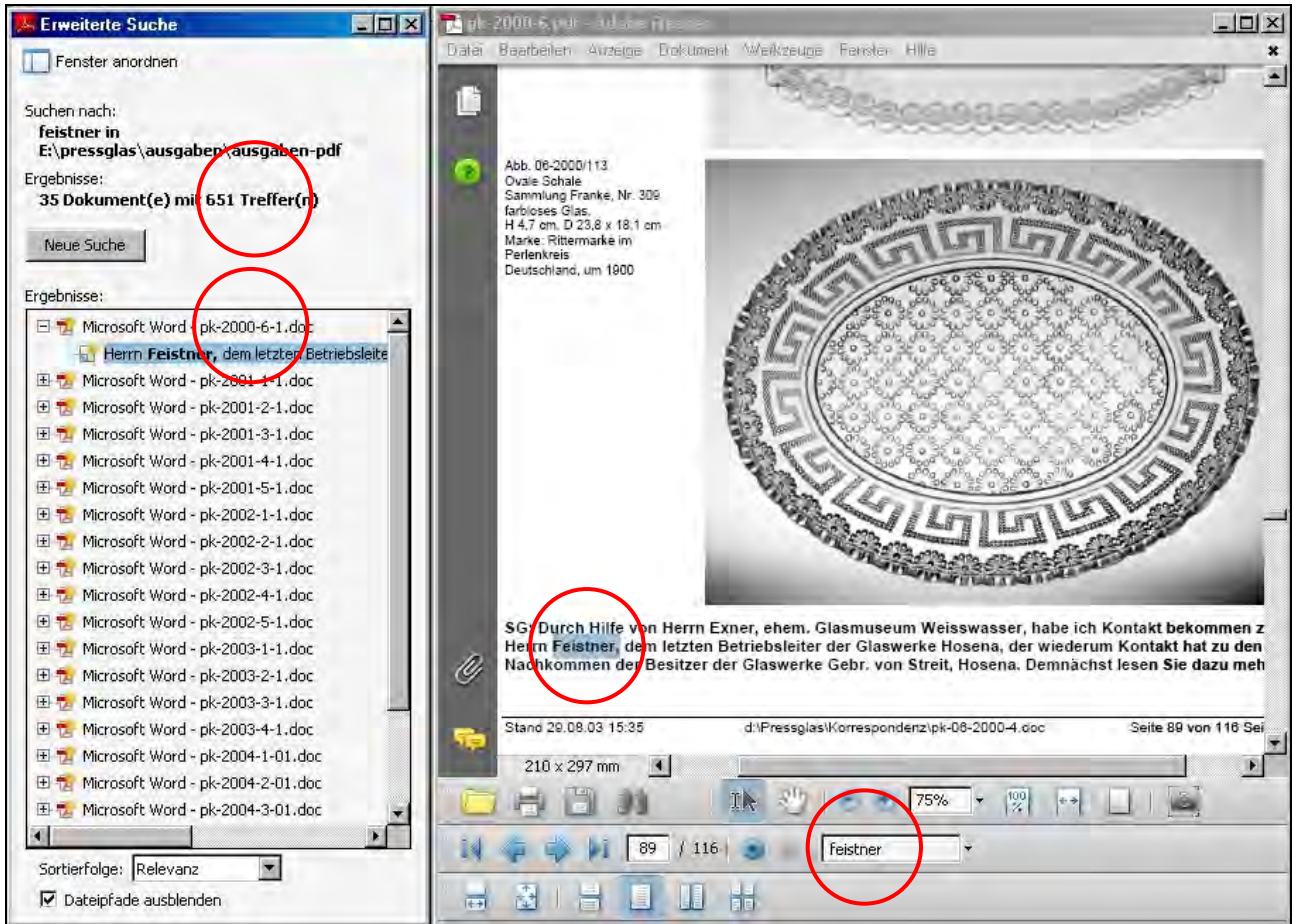 Erweiterte Suche
Fenster anordnen
Suchen nach:
feistner in
E:\pressglas\ausgaben\ausgaben-pdf
Ergebnisse:
35 Dokument(e) mit 651 Treffer(n)
Neue Suche
Ergebnisse:
Microsoft Word - pk-2000-6-1.doc
Herrn Feistner, dem letzten Betriebsleite
Microsoft Word - pk-2001-1-1.doc
Microsoft Word - pk-2001-2-1.doc
Microsoft Word - pk-2001-3-1.doc
Microsoft Word - pk-2001-4-1.doc
Microsoft Word - pk-2001-5-1.doc
Microsoft Word - pk-2002-1-1.doc
Microsoft Word - pk-2002-2-1.doc
Microsoft Word - pk-2002-3-1.doc
Microsoft Word - pk-2002-4-1.doc
Microsoft Word - pk-2002-5-1.doc
Microsoft Word - pk-2003-1-1.doc
Microsoft Word - pk-2003-2-1.doc
Microsoft Word - pk-2003-3-1.doc
Microsoft Word - pk-2003-4-1.doc
Microsoft Word - pk-2004-1-01.doc
Microsoft Word - pk-2004-2-01.doc
Microsoft Word - pk-2004-3-01.doc
Sortierfolge: Relevanz
Dateipfade ausblenden
pk-2000-6.pdf - Adobe Reader
Datei Bearbeiten Anzeige Dokument Werkzeuge Fenster Hilfe
Abb. 06-2000/113
Ovale Schale
Sammlung Franke, Nr. 309
farbloses Glas,
H 4,7 cm, D 23,8 x 18,1 cm
Marke: Rittermarke im
Perlenkreis
Deutschland, um 1900
SG: Durch Hilfe von Herrn Exner, ehem. Glasmuseum Weisswasser, habe ich Kontakt bekommen z
Herrn Feistner, dem letzten Betriebsleiter der Glaswerke Hosena, der wiederum Kontakt hat zu den
Nachkommen der Besitzer der Glaswerke Gebr. von Streit, Hosena. Demnächst lesen Sie dazu meh
Stand 29.08.03 15:35 d:\Pressglas\Korrespondenz\pk-06-2000-4.doc Seite 89 von 116 Sei
210 x 297 mm
75%
100 %
89 / 116
feistner